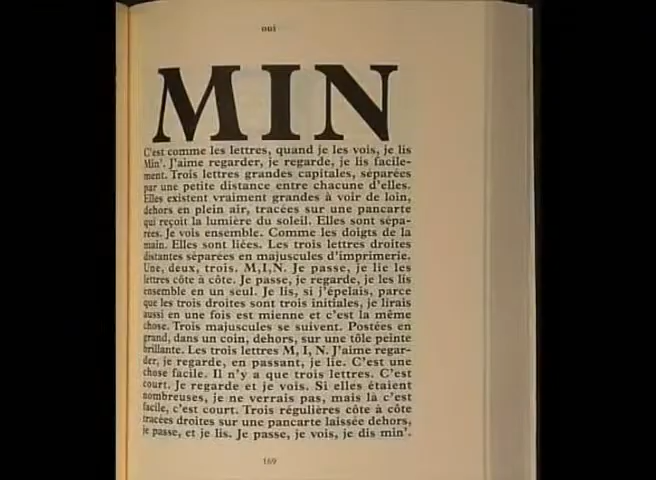 oui
MIN
C'est comme les lettres, quand je les vois, je lis
Min'. J'aime regarder, je regarde, je lis facile-
ment. Trois lettres grandes capitales, séparées
par une petite distance entre chacune d'elles.
Elles existent vraiment grandes à voir de loin,
dehors en plein air, tracées sur une pancarte
qui reçoit la lumière du soleil. Elles sont sépa-
rées. Je vois ensemble. Comme les doigts de la
main. Elles sont liées. Les trois lettres droites
distantes séparées en majuscules d'imprimerie.
Une, deux, trois. M,I,N. Je passe, je lie les
lettres côte à côte. Je passe, je regarde, je les lis
ensemble en un seul. Je lis, si j'épelais, parce
que les trois droites sont trois initiales, je lirais
aussi en une fois est mienne et c'est la même
chose. Trois majuscules se suivent. Postées en
grand, dans un coin, dehors, sur une tôle peinte
brillante. Les trois lettres M, I, N. J'aime regar-
der, je regarde, en passant, je lie. C'est une
chose facile. Il n'y a que trois lettres. C'est
court. Je regarde et je vois. Si elles étaient
nombreuses, je ne verrais pas, mais là c'est
facile, c'est court. Trois régulières côte à côte
tracées droites sur une pancarte laissée dehors,
je passe, et je lis. Je passe, je vois, je dis min'.
169